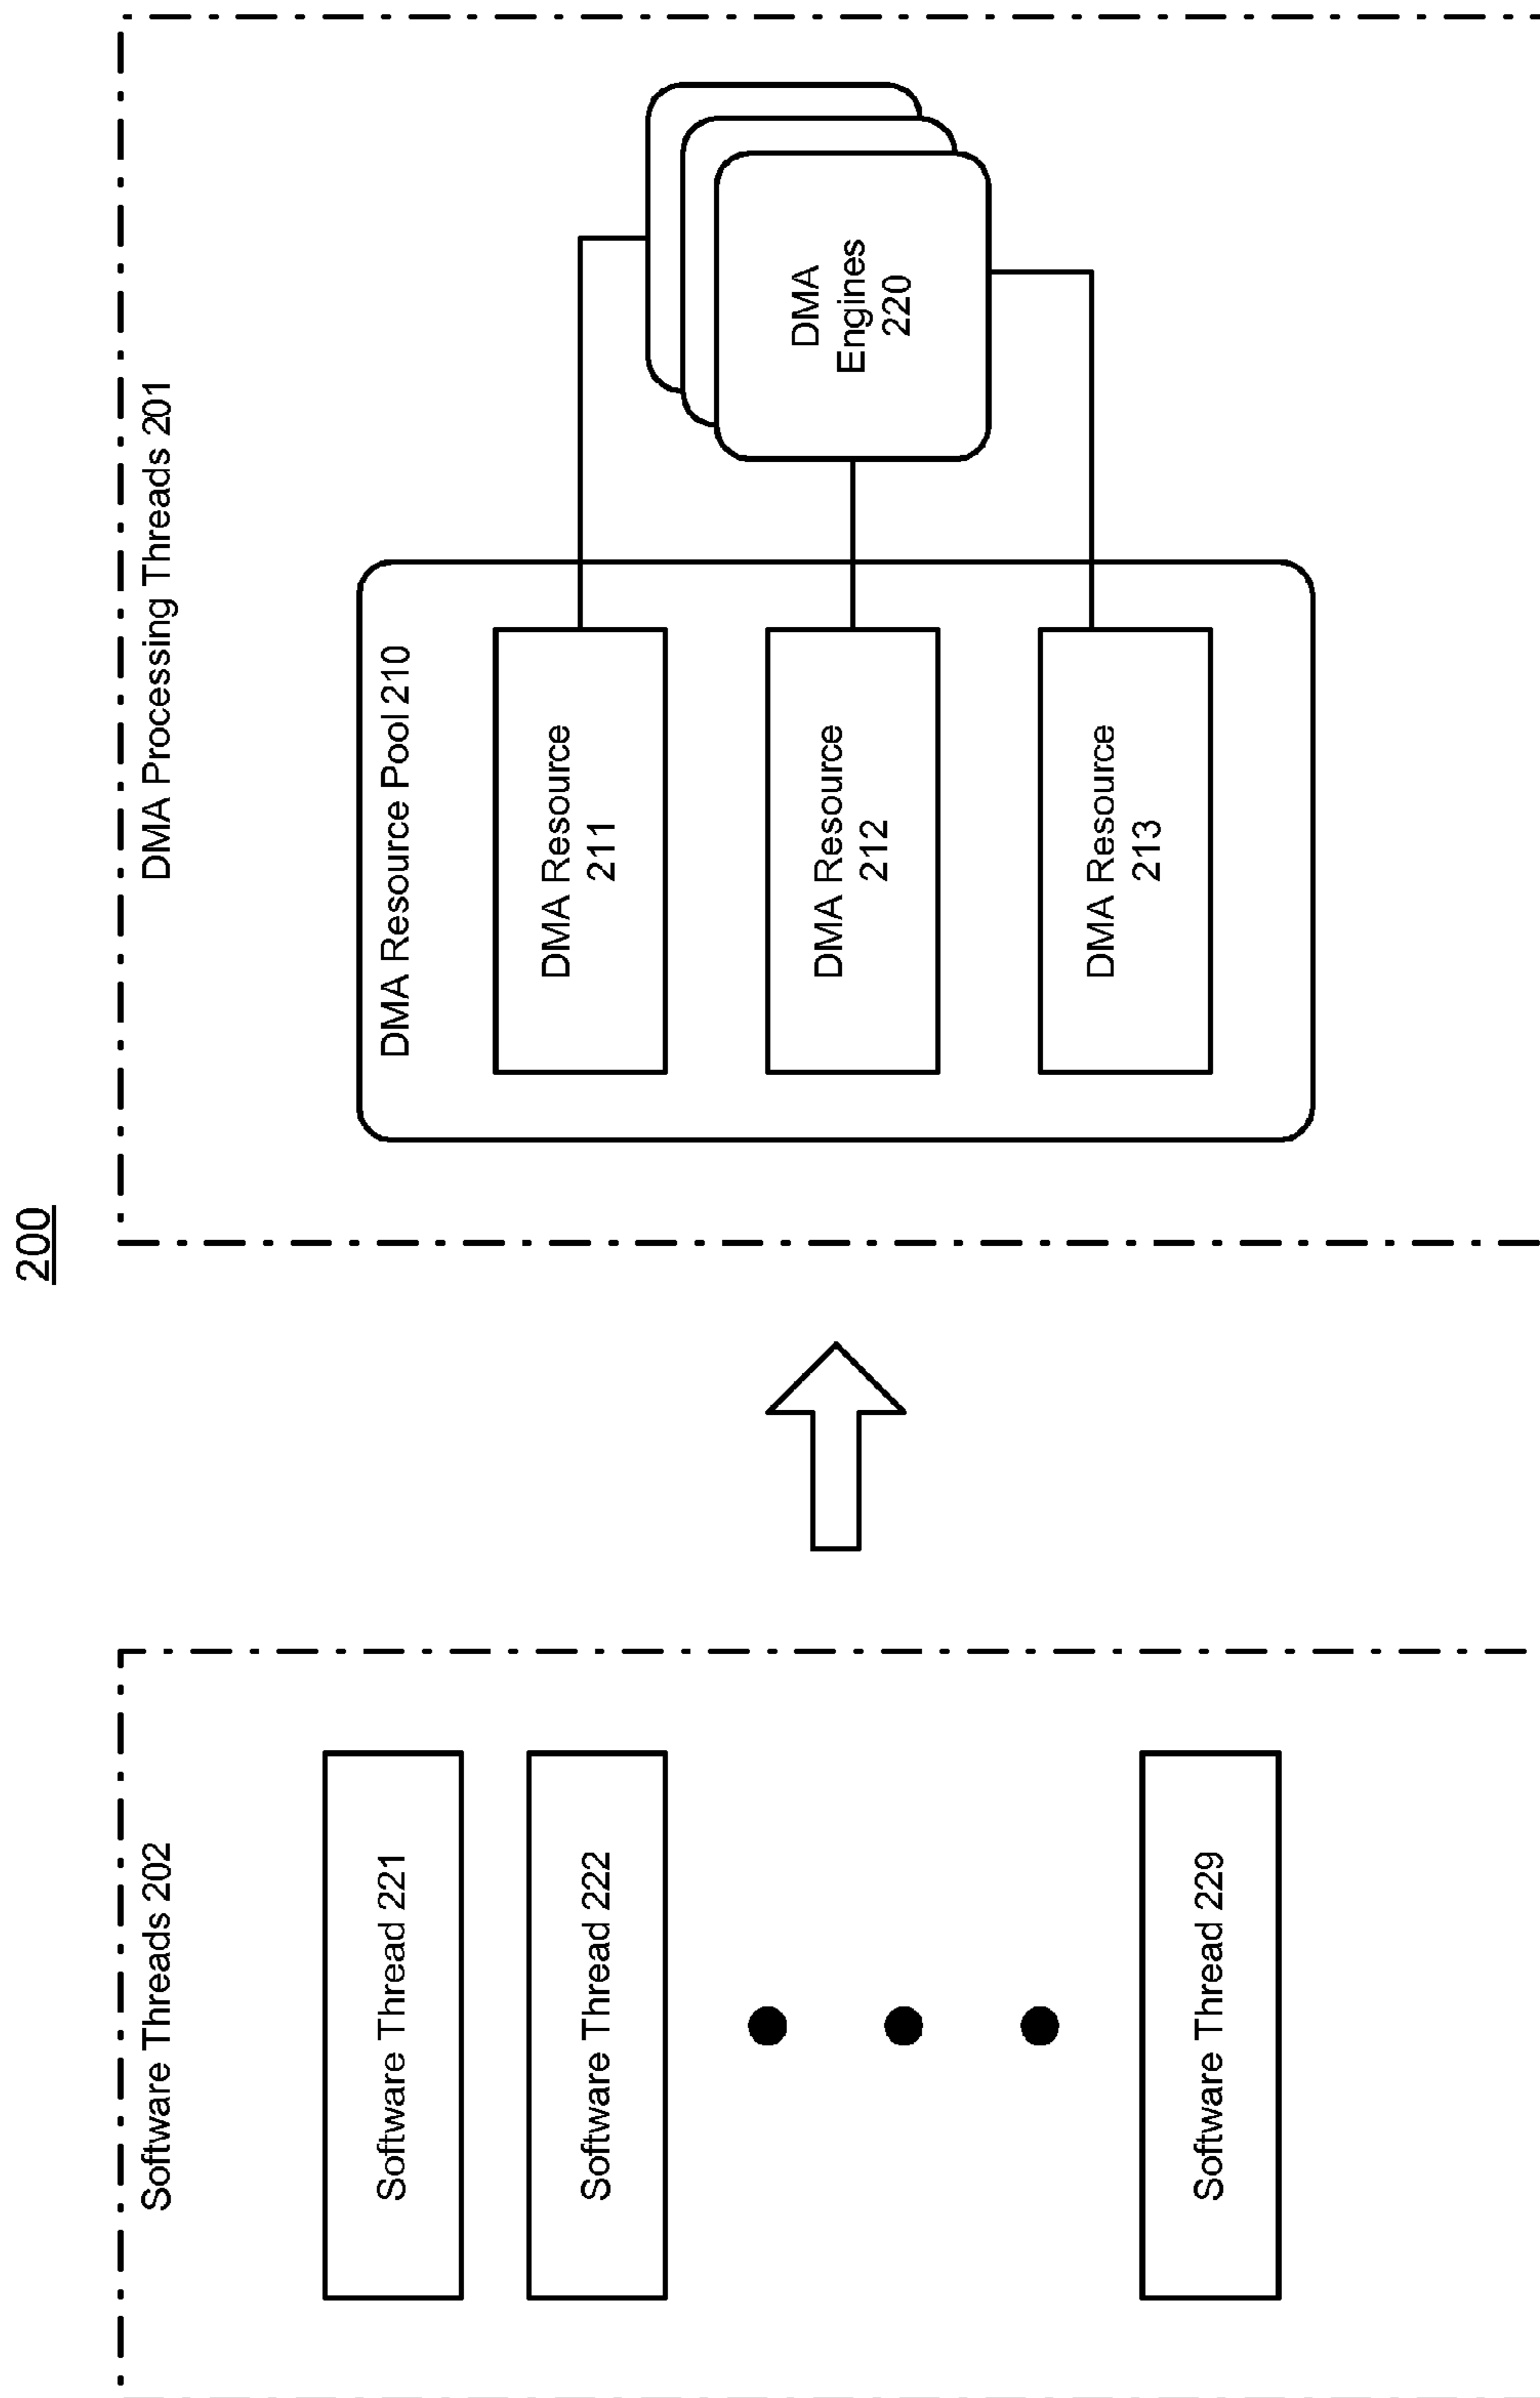 200
Software Threads 202
Software Thread 221
Software Thread 222
Software Thread 229
DMA Processing Threads 201
DMA Resource Pool 210
DMA Resource
211
DMA Resource
212
DMA Resource
213
DMA
Engines
220